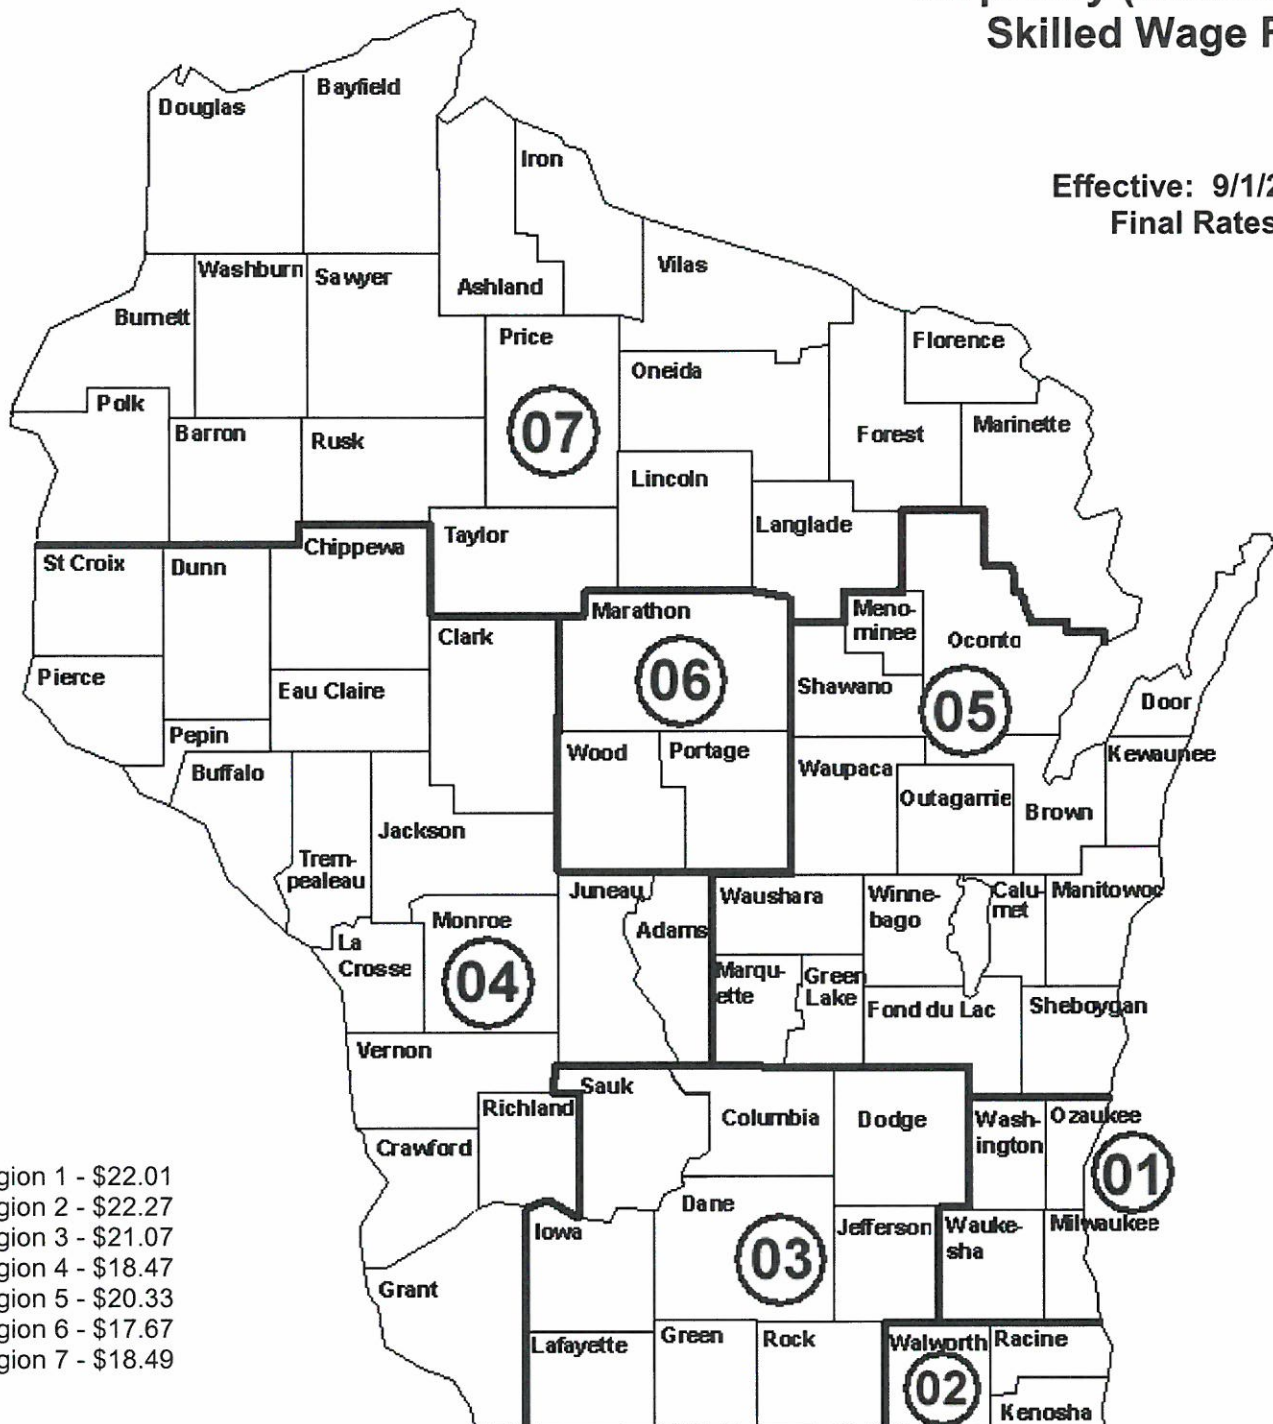 Skilled Wage
Effective: 9/1/2
Final Rates
Douglas
Bayfield
Iron
Washburn
Sawyer
Ashland
Vilas
Burnett
Price
Florence
Oneida
Polk
Barron
Rusk
07
Forest
Marinette
Lincoln
Langlade
Taylor
Chippewa
St Croix
Dunn
Marathon
Meno-
minee
Oconto
Clark
06
Pierce
Eau Claire
Shawano
05
Door
Pepin
Wood
Portage
Kewaunee
Buffalo
Waupaca
Outagamie
Brown
Jackson
Trem-
pealeau
Juneau
Waushara
Winne-
bago
Calu-
met
Manitowoc
Monroe
Adams
La
Crosse
04
Marqu-
ette
Green
Lake
Fond du Lac
Sheboygan
Vernon
Sauk
Richland
Columbia
Dodge
Wash-
ington
Ozaukee
Crawford
01
gion 1 - $22.01
gion 2 - $22.27
gion 3 - $21.07
gion 4 - $18.47
gion 5 - $20.33
gion 6 - $17.67
gion 7 - $18.49
Dane
Iowa
Jefferson
Wauke-
sha
Milwaukee
03
Grant
Lafayette
Green
Rock
Walworth
Racine
02
Kenosha